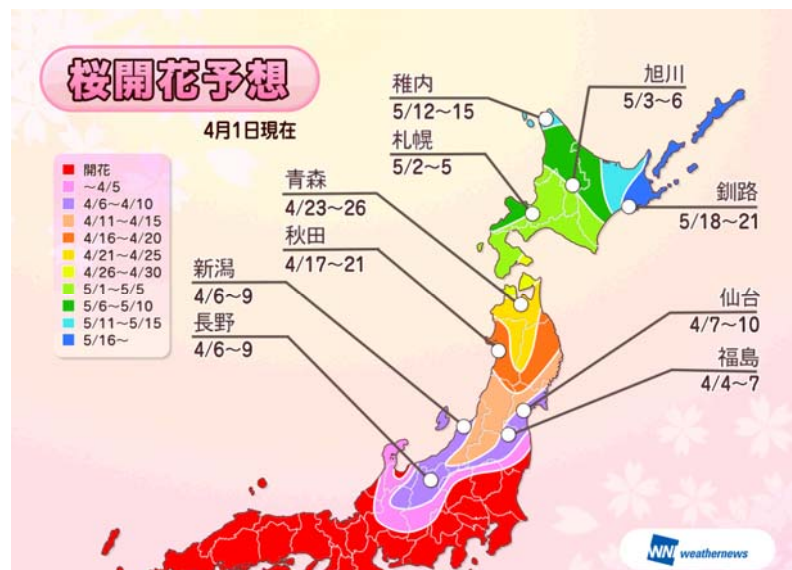 桜開花予想
4月1日現在
開花
～4/5
4/6～4/10
4/11～4/15
4/16～4/20
4/21～4/25
4/26～4/30
5/1～5/5
5/6～5/10
5/11～5/15
5/16～
稚内
5/12～15
旭川
5/3～6
札幌
5/2～5
釧路
5/18～21
青森
4/23～26
秋田
4/17～21
新潟
4/6～9
長野
4/6～9
仙台
4/7～10
福島
4/4～7
WNI weathernews